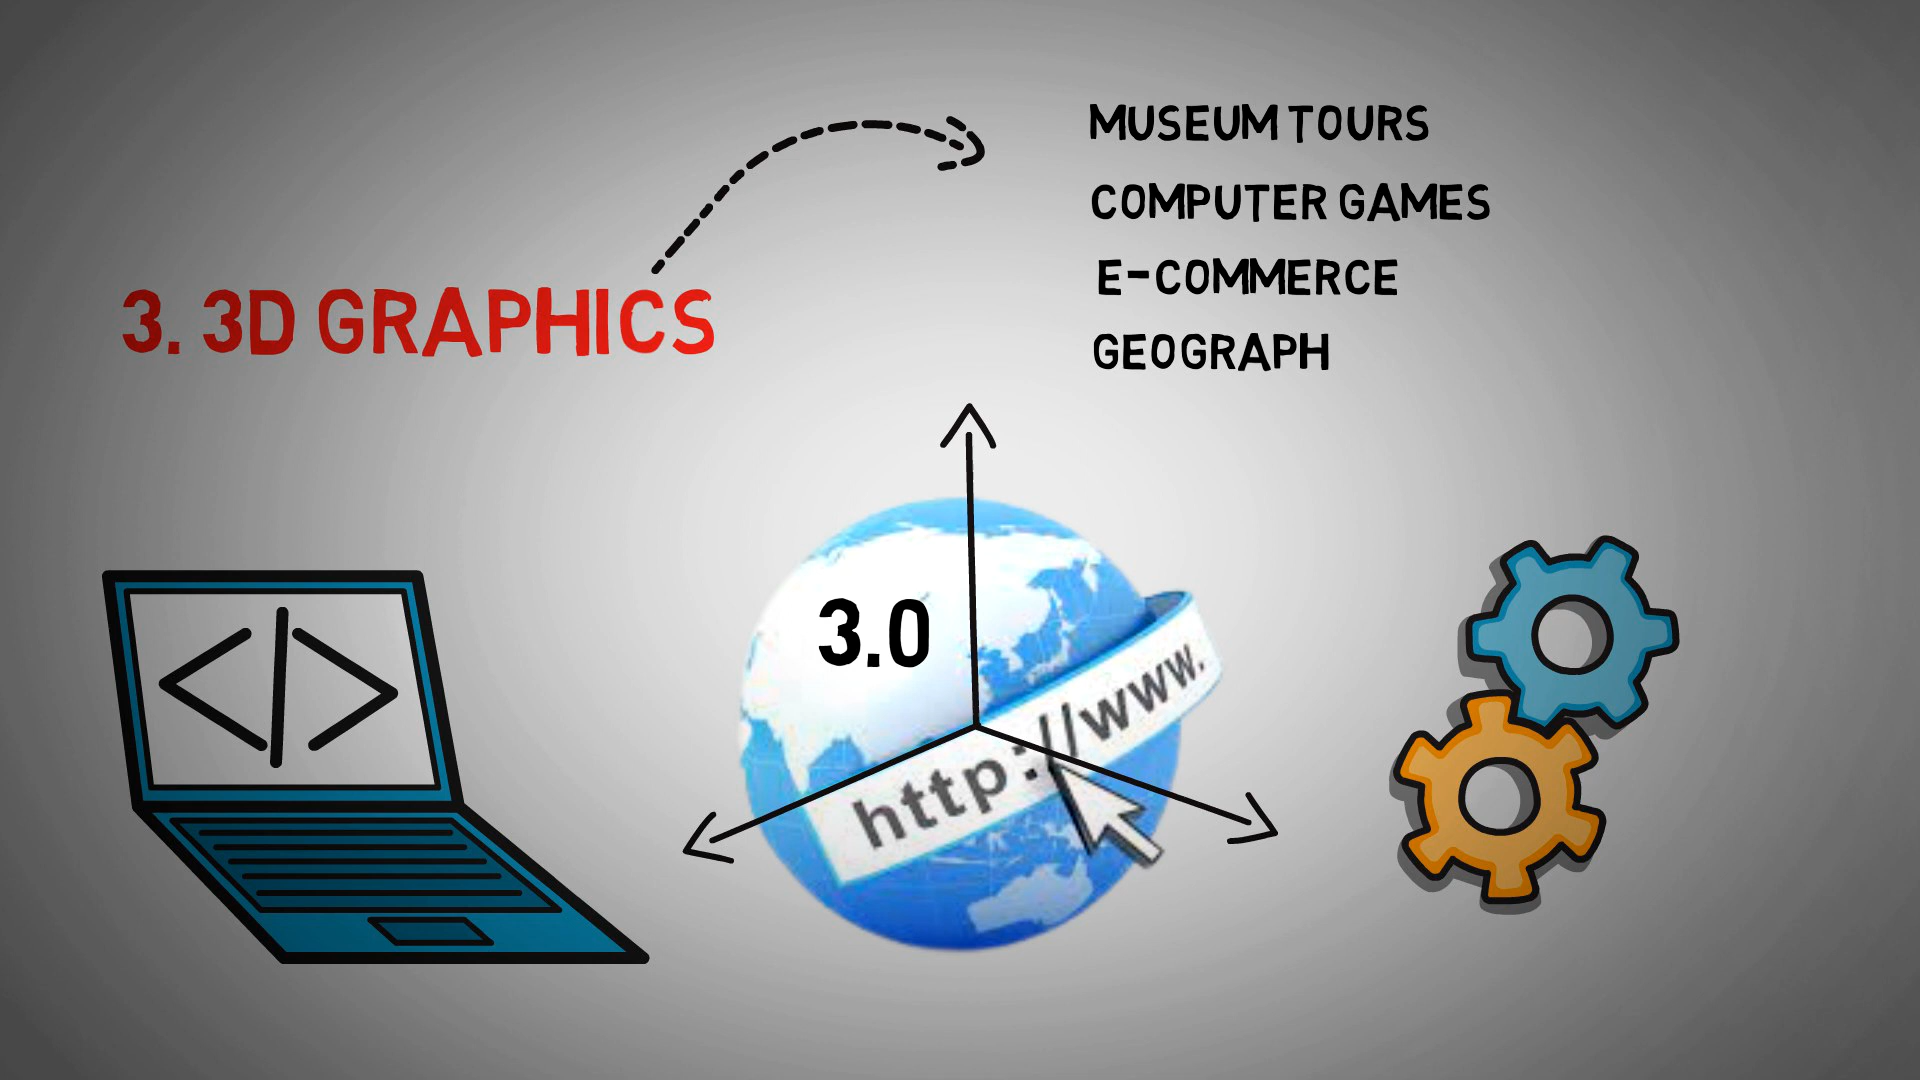 MUSEUM TOURS
COMPUTER GAMES
E-COMMERCE
GEOGRAPH
3. 3D GRAPHICS
3.0
http://www.
</>